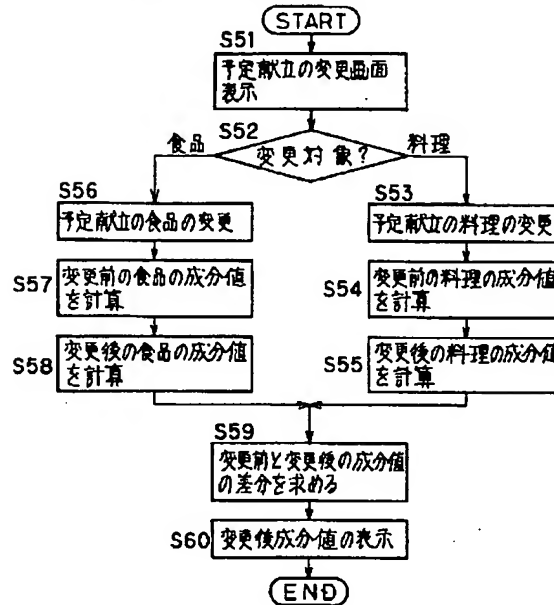 START
S51
予定献立の変更画面
表示
S52
食品
変更対象?
料理
S56
予定献立の食品の変更
S53
予定献立の料理の変更
S57
変更前の食品の成分値
を計算
S54
変更前の料理の成分値
を計算
S58
変更後の食品の成分値
を計算
S55
変更後の料理の成分値
を計算
S59
変更前と変更後の成分値
の差分を求める
S60
変更後成分値の表示
END